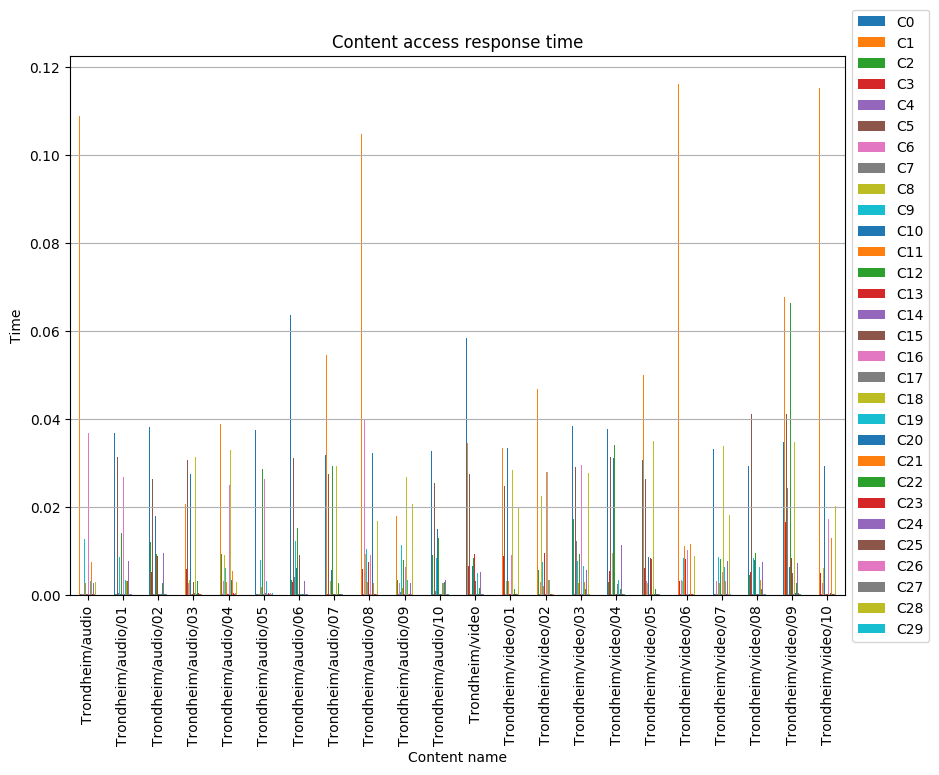 Content access response time
Time
0.12
0.10
0.08
0.06
0.04
0.02
0.00
Trondheim/audio
Trondheim/audio/01
Trondheim/audio/02
Trondheim/audio/03
Trondheim/audio/04
Trondheim/audio/05
Trondheim/audio/06
Trondheim/audio/07
Trondheim/audio/08
Trondheim/audio/09
Trondheim/audio/10
Trondheim/video
Trondheim/video/01
Trondheim/video/02
Trondheim/video/03
Trondheim/video/04
Trondheim/video/05
Trondheim/video/06
Trondheim/video/07
Trondheim/video/08
Trondheim/video/09
Trondheim/video/10
Content name
C0
C1
C2
C3
C4
C5
C6
C7
C8
C9
C10
C11
C12
C13
C14
C15
C16
C17
C18
C19
C20
C21
C22
C23
C24
C25
C26
C27
C28
C29